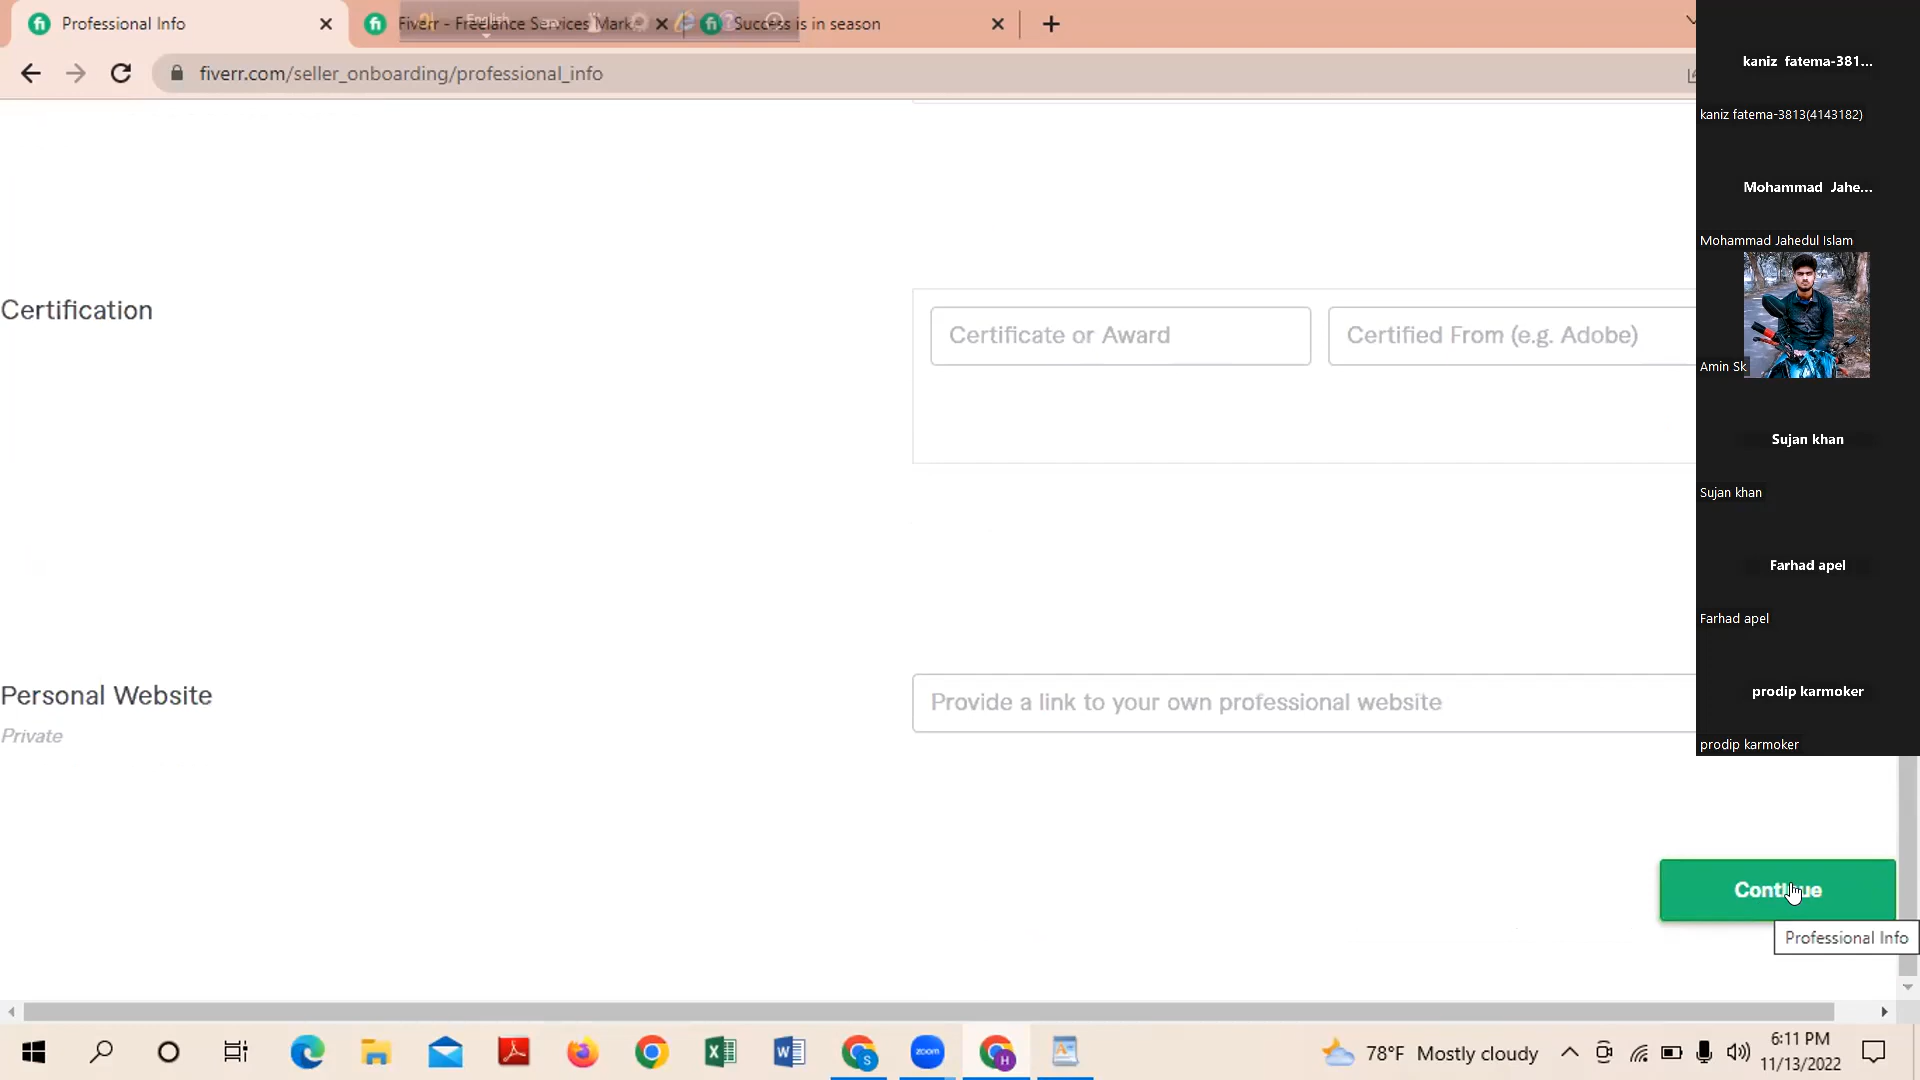 Professional Info
Fiverr - Freelance Services Mark
Success is in season
English
fiverr.com/seller_onboarding/professional_info
kaniz fatema-381...
kaniz fatema-3813(4143182)
Mohammad Jahe...
Mohammad Jahedul Islam
Amin Sk
Sujan khan
Sujan khan
Farhad apel
Farhad apel
prodip karmoker
prodip karmoker
Certification
Certificate or Award
Certified From (e.g. Adobe)
Personal Website
Private
Provide a link to your own professional website
Continue
Professional Info
zoom
S
H
78°F Mostly cloudy
6:11 PM
11/13/2022